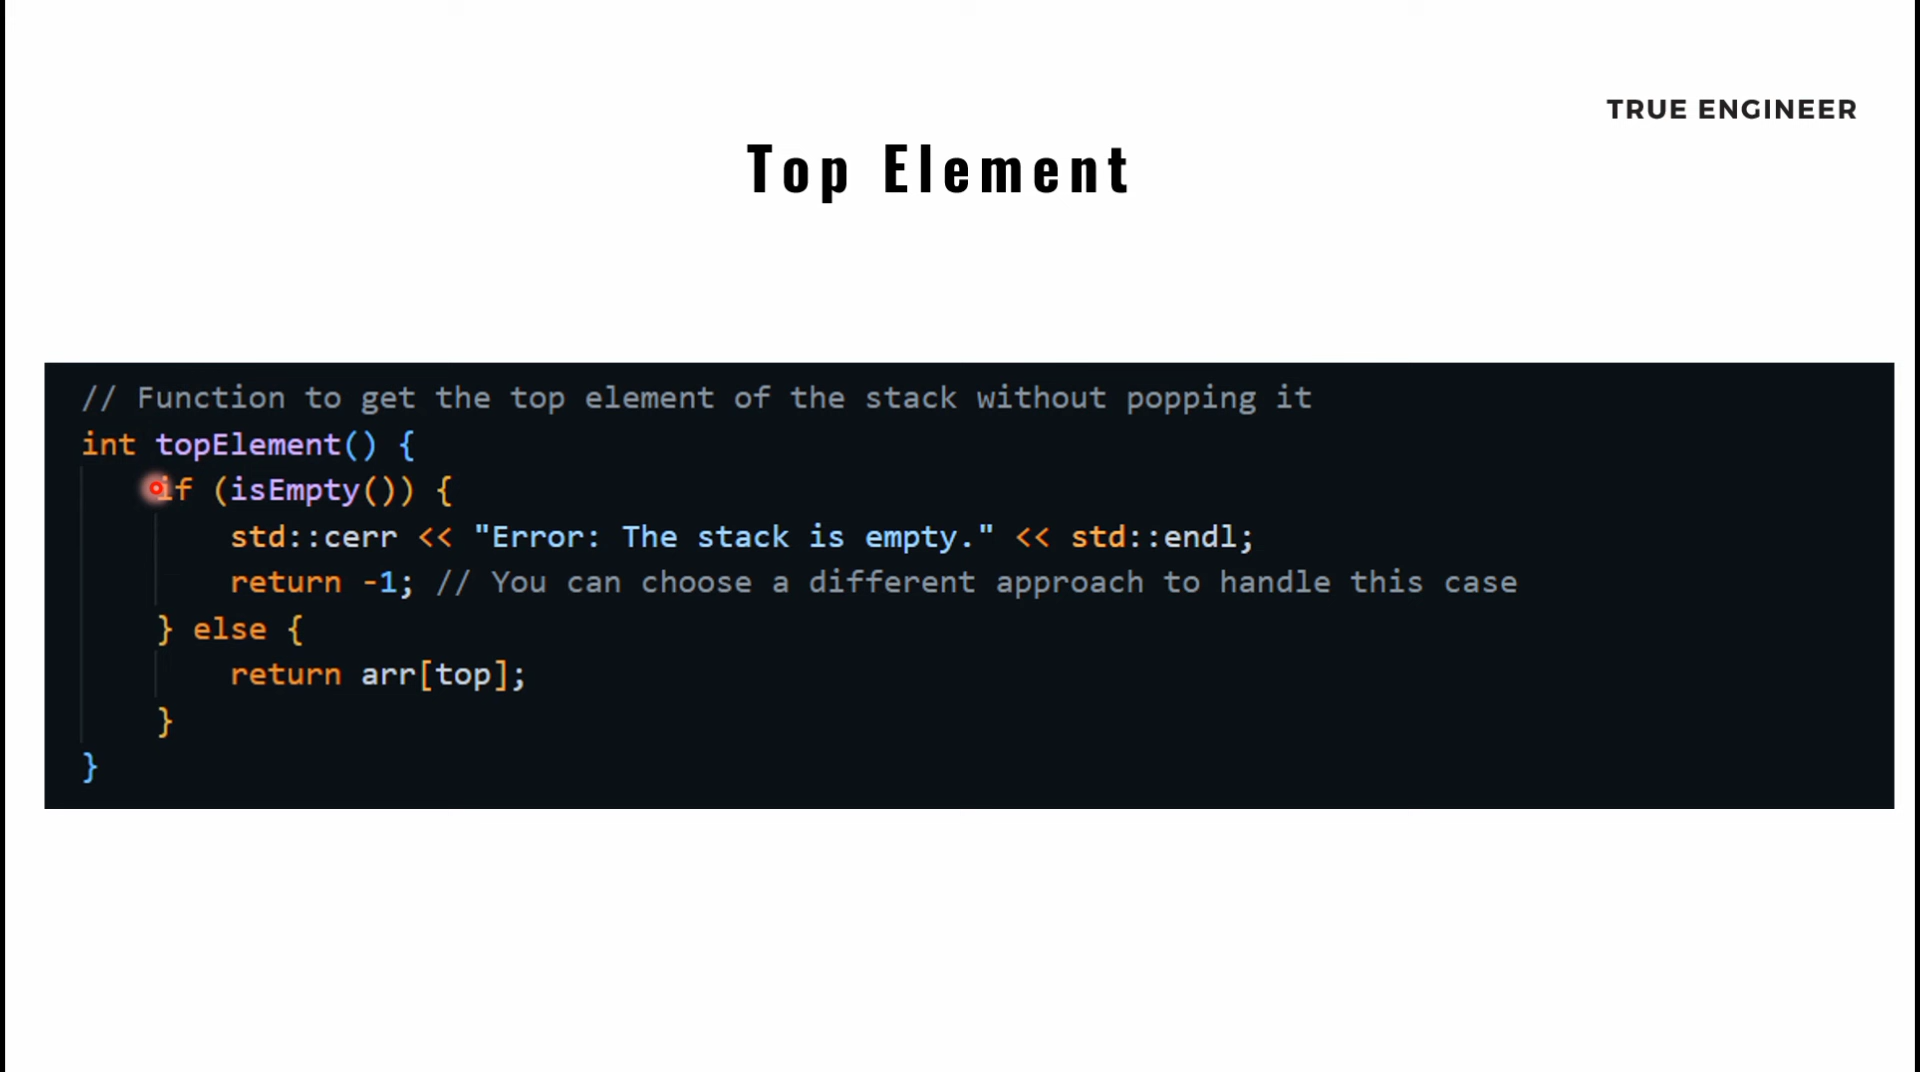 TRUE ENGINEER
Top Element
// Function to get the top element of the stack without popping it
int topElement() {
    if (isEmpty()) {
        std::cerr << "Error: The stack is empty." << std::endl;
        return -1; // You can choose a different approach to handle this case
    } else {
        return arr[top];
    }
}